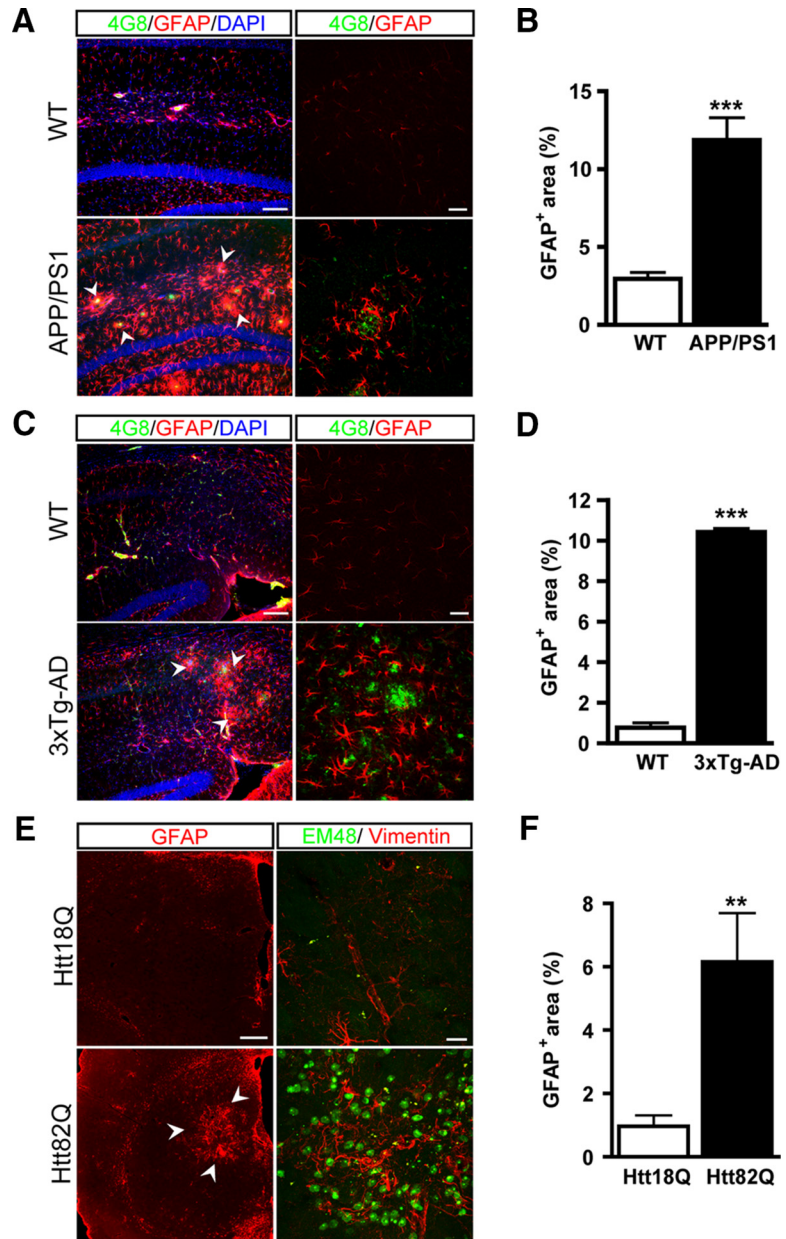 A
4G8/GFAP/DAPI
4G8/GFAP
WT
APP/PS1
B
GFAP+ area (%)
15
10
5
0
***
WT
APP/PS1
C
4G8/GFAP/DAPI
4G8/GFAP
WT
3xTg-AD
D
GFAP+ area (%)
12
10
8
6
4
2
0
***
WT
3xTg-AD
E
GFAP
EM48/ Vimentin
Htt18Q
Htt82Q
F
GFAP+ area (%)
8
6
4
2
0
**
Htt18Q
Htt82Q